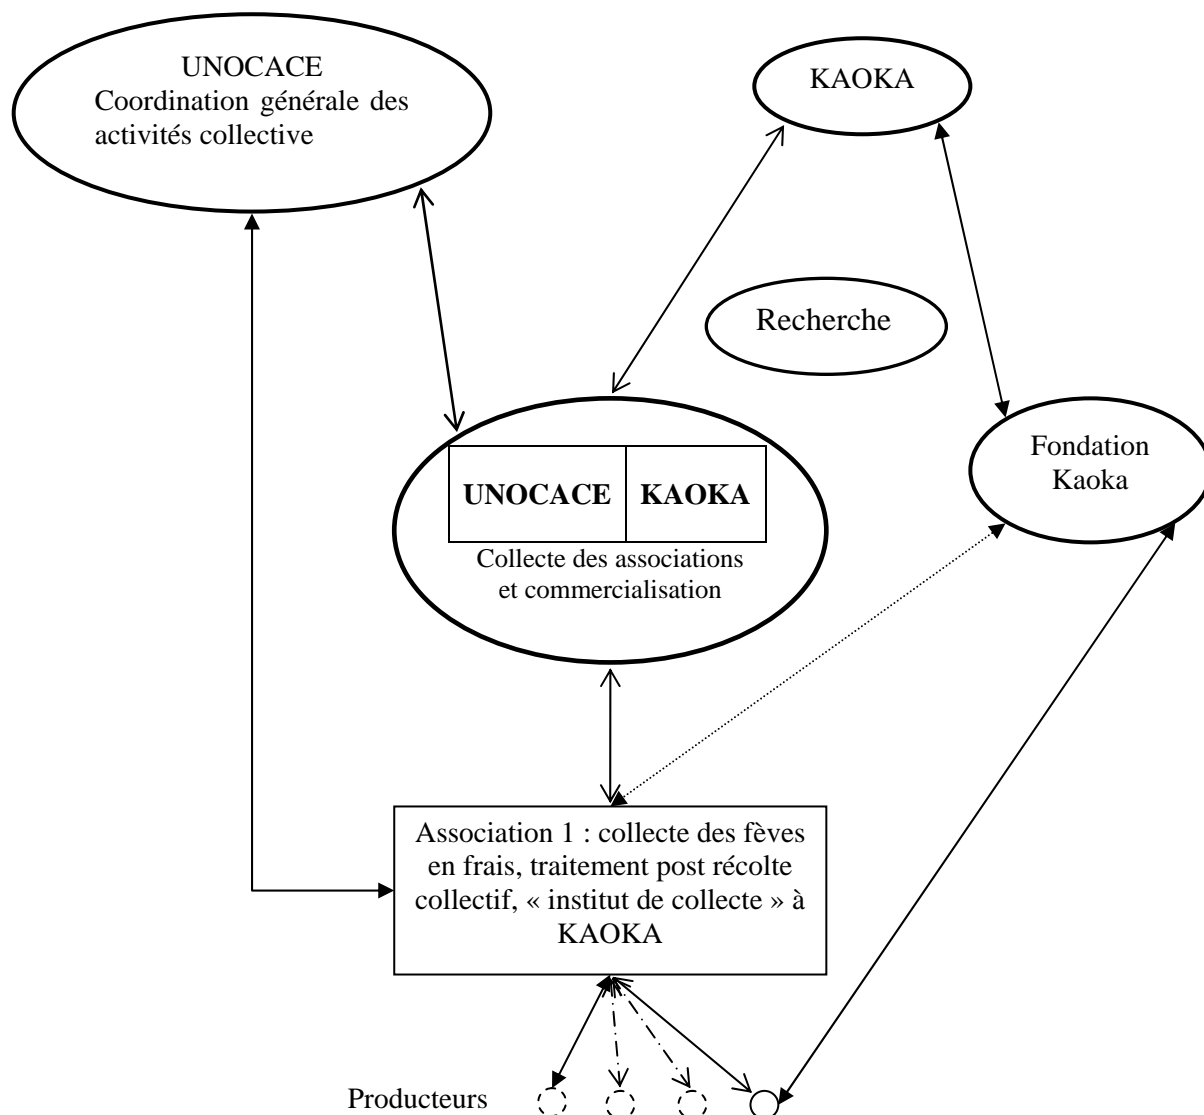 UNOCACE
Coordination générale des
activités collective
KAOKA
Recherche
Fondation
Kaoka
UNOCACE KAOKA
Collecte des associations
et commercialisation
Association 1 : collecte des fèves
en frais, traitement post récolte
collectif, « institut de collecte » à
KAOKA
Producteurs